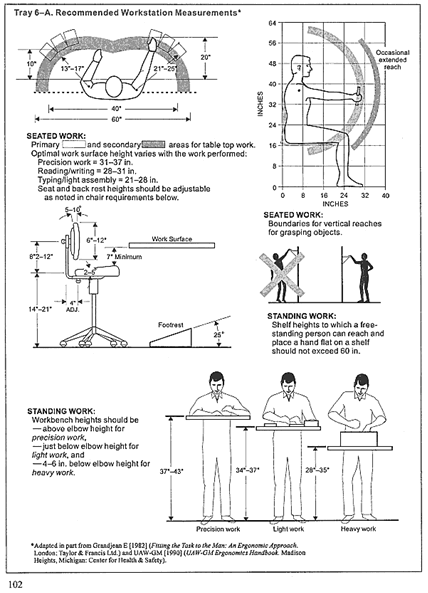 Tray 6–A. Recommended Workstation Measurements*
10"
13"–17"
21"–25"
20"
40"
60"
SEATED WORK:
Primary and secondary areas for table top work.
Optimal work surface height varies with the work performed:
Precision work = 31–37 in.
Reading/writing = 28–31 in.
Typing/light assembly = 21–28 in.
Seat and back rest heights should be adjustable
as noted in chair requirements below.
64
56
48
40
32
24
16
8
0
INCHES
0 8 16 24 32 40
INCHES
Occasional
extended
reach
SEATED WORK:
Boundaries for vertical reaches
for grasping objects.
5–10°
6"–12"
Work Surface
8"2–12"
7" Minimum
2–5°
14"–21"
4"
ADJ.
Footrest
25°
STANDING WORK:
Shelf heights to which a free-
standing person can reach and
place a hand flat on a shelf
should not exceed 60 in.
STANDING WORK:
Workbench heights should be
— above elbow height for
precision work,
— just below elbow height for
light work, and
— 4–6 in. below elbow height for
heavy work.
37"–43"
34"–37"
28"–35"
Precision work
Light work
Heavy work
*Adapted in part from Grandjean E [1982] (Fitting the Task to the Man: An Ergonomic Approach.
London; Taylor & Francis Ltd.) and UAW-GM [1990] (UAW-GM Ergonomics Handbook. Madison
Heights, Michigan: Center for Health & Safety).
102